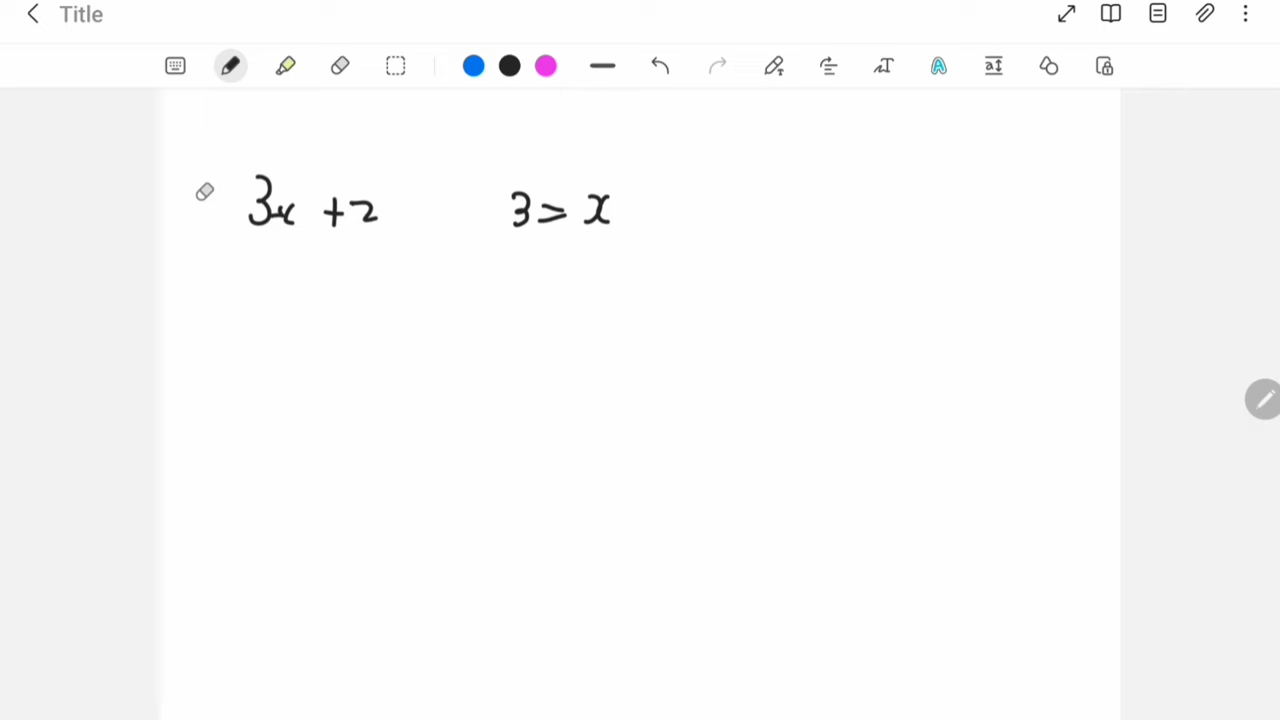 Title
3x + 2 3 = x